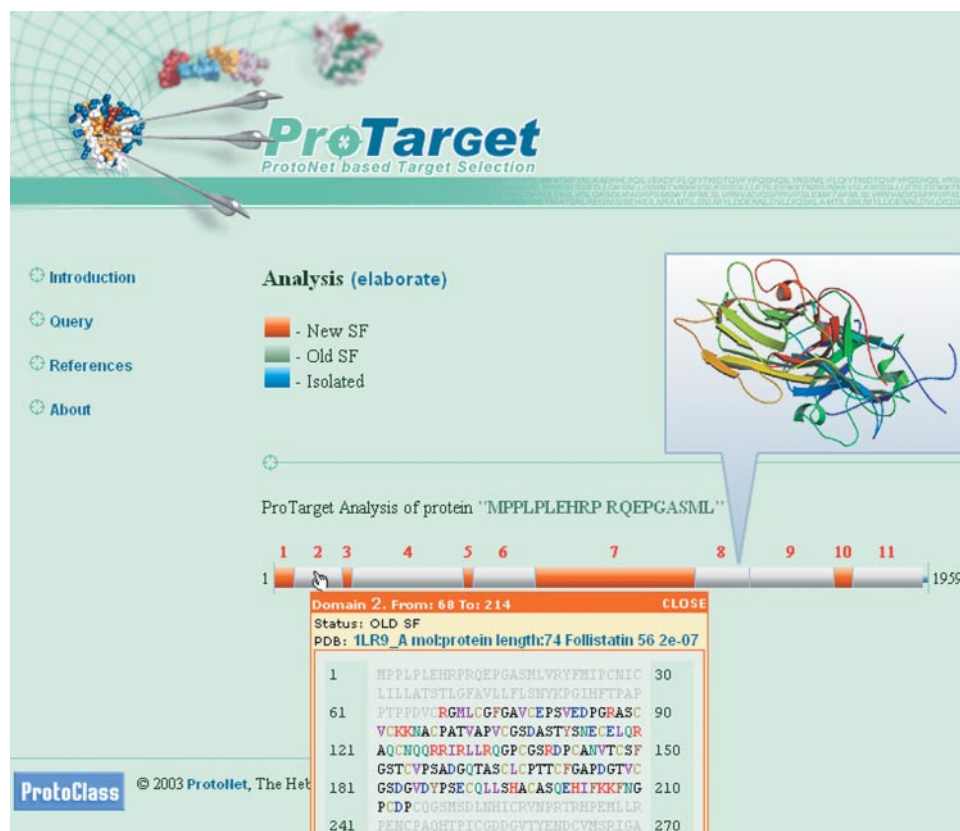 ProTarget
ProtoNet based Target Selection
Introduction
Query
References
About
Analysis (elaborate)
- New SF
- Old SF
- Isolated
ProTarget Analysis of protein "MPPLPLEHRP RQEPGASML"
1 2 3 4 5 6 7 8 9 10 11
1 1959
Domain 2. From: 68 To: 214 CLOSE
Status: OLD SF
PDB: 1LR9_A mol:protein length:74 Follistatin 56 2e-07
1 MPPLPLEHRPRQEPGASMLVRYFMIPCNIC 30
LILLATSTLGFAVLLFLSNYKPGIHFTPAP
61 PTPPDVCRGMLCGFGAVCEPSVEDPGRASC 90
VCKKNACPATVAPVCGSDASTYSNECELQR
121 AQCNQQRRIRLLRQGPCGSRDPCANVTCSF 150
GSTCVPSADGQTASCLCPTTCFGAPDGTVC
181 GSDGVDYPSECQLLSHACASQEHIFKKFNG 210
PCDPCQGSMSDLNHICRVNPRTRHPEMLLR
241 PENCPAQHTPICGDDGVTYENDCVMSRIGA 270
ProtoClass
© 2003 ProtoNet, The Heb